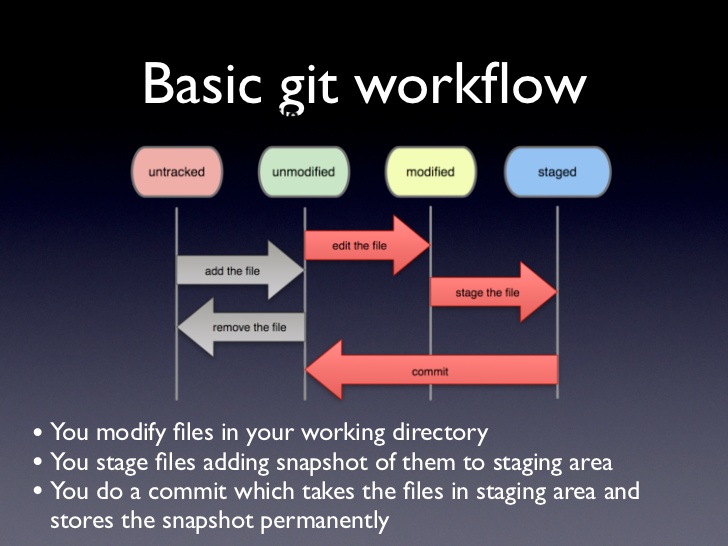 Basic git workflow
untracked unmodified modified staged
edit the file
add the file
stage the file
remove the file
commit
• You modify files in your working directory
• You stage files adding snapshot of them to staging area
• You do a commit which takes the files in staging area and
stores the snapshot permanently